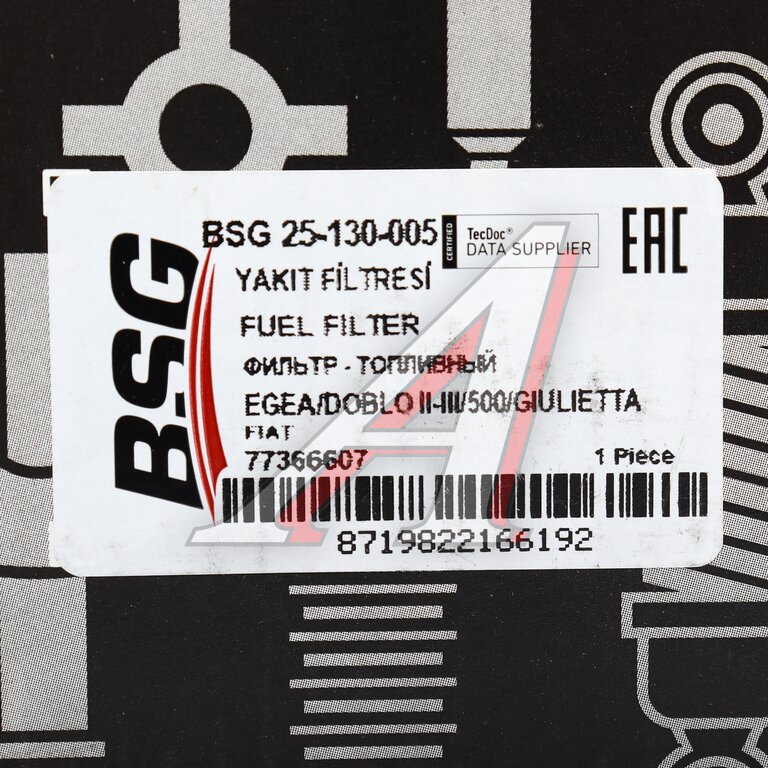 BSG
BSG 25-130-005
CERTIFIED
TecDoc®
DATA SUPPLIER
EAC
YAKIT FİLTRESİ
FUEL FILTER
ФИЛЬТР - ТОПЛИВНЫЙ
EGEA/DOBLO II-III/500/GIULIETTA
FIAT
77366607 1 Piece
8719822166192